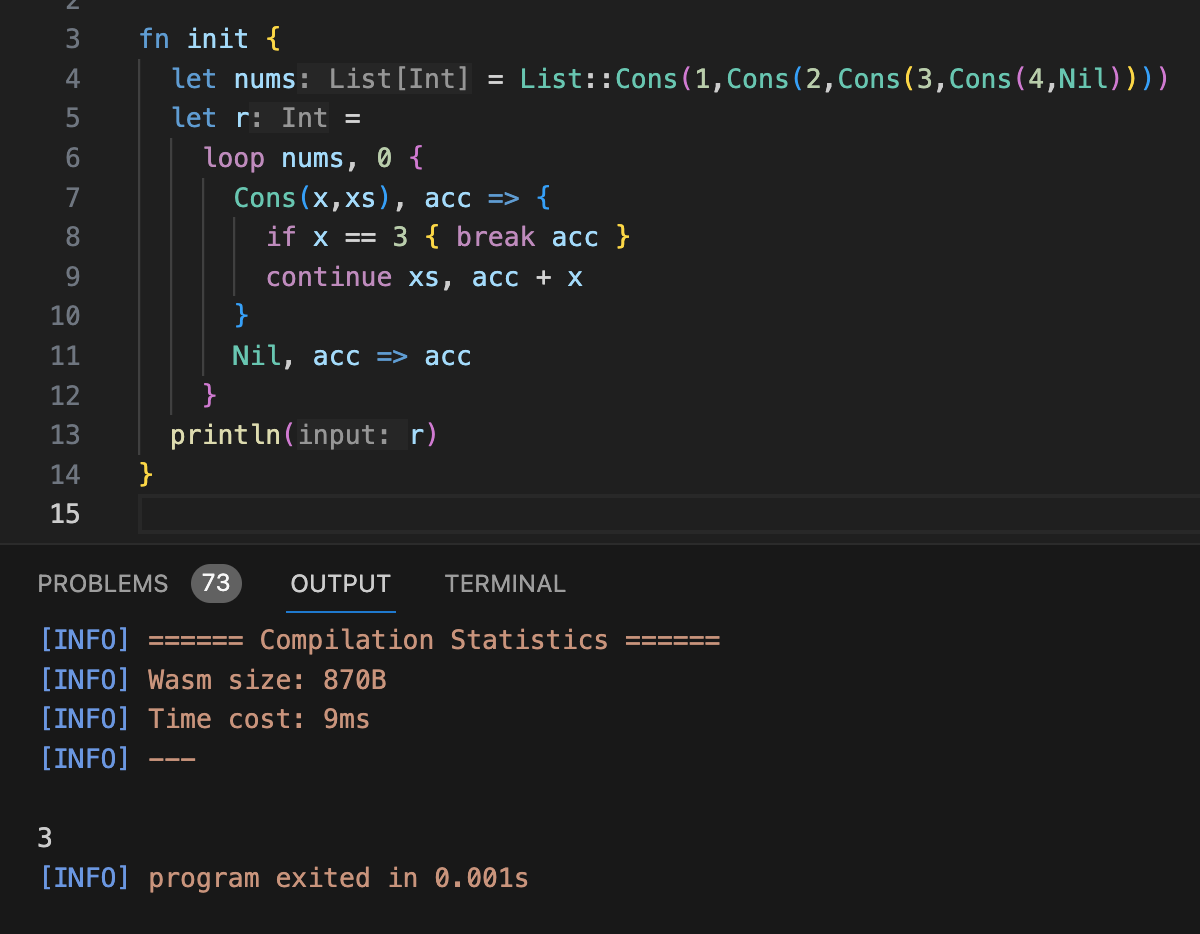 2
3 fn init {
4 let nums: List[Int] = List::Cons(1,Cons(2,Cons(3,Cons(4,Nil))))
5 let r: Int =
6 loop nums, 0 {
7 Cons(x,xs), acc => {
8 if x == 3 { break acc }
9 continue xs, acc + x
10 }
11 Nil, acc => acc
12 }
13 println(input: r)
14 }
15
PROBLEMS 73 OUTPUT TERMINAL
[INFO] ====== Compilation Statistics ======
[INFO] Wasm size: 870B
[INFO] Time cost: 9ms
[INFO] ---
3
[INFO] program exited in 0.001s